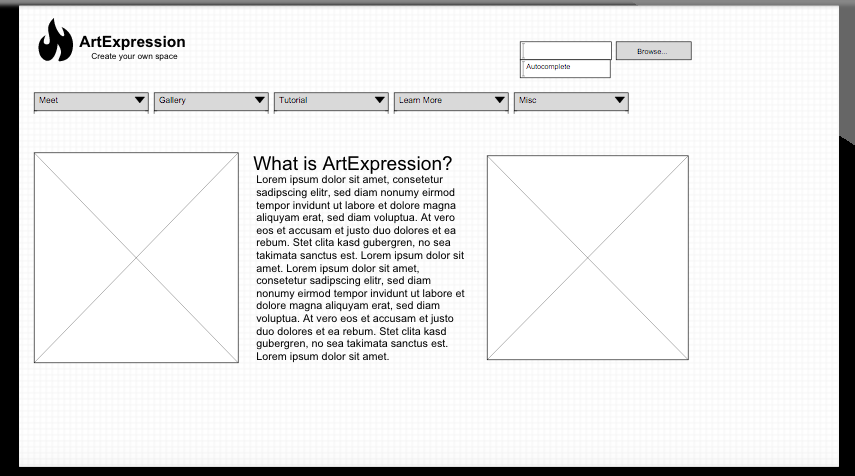 ArtExpression
Create your own space
Browse...
Autocomplete
Meet
Gallery
Tutorial
Learn More
Misc
What is ArtExpression?
Lorem ipsum dolor sit amet, consetetur
sadipscing elitr, sed diam nonumy eirmod
tempor invidunt ut labore et dolore magna
aliquyam erat, sed diam voluptua. At vero
eos et accusam et justo duo dolores et ea
rebum. Stet clita kasd gubergren, no sea
takimata sanctus est. Lorem ipsum dolor sit
amet. Lorem ipsum dolor sit amet,
consetetur sadipscing elitr, sed diam
nonumy eirmod tempor invidunt ut labore et
dolore magna aliquyam erat, sed diam
voluptua. At vero eos et accusam et justo
duo dolores et ea rebum. Stet clita kasd
gubergren, no sea takimata sanctus est.
Lorem ipsum dolor sit amet.